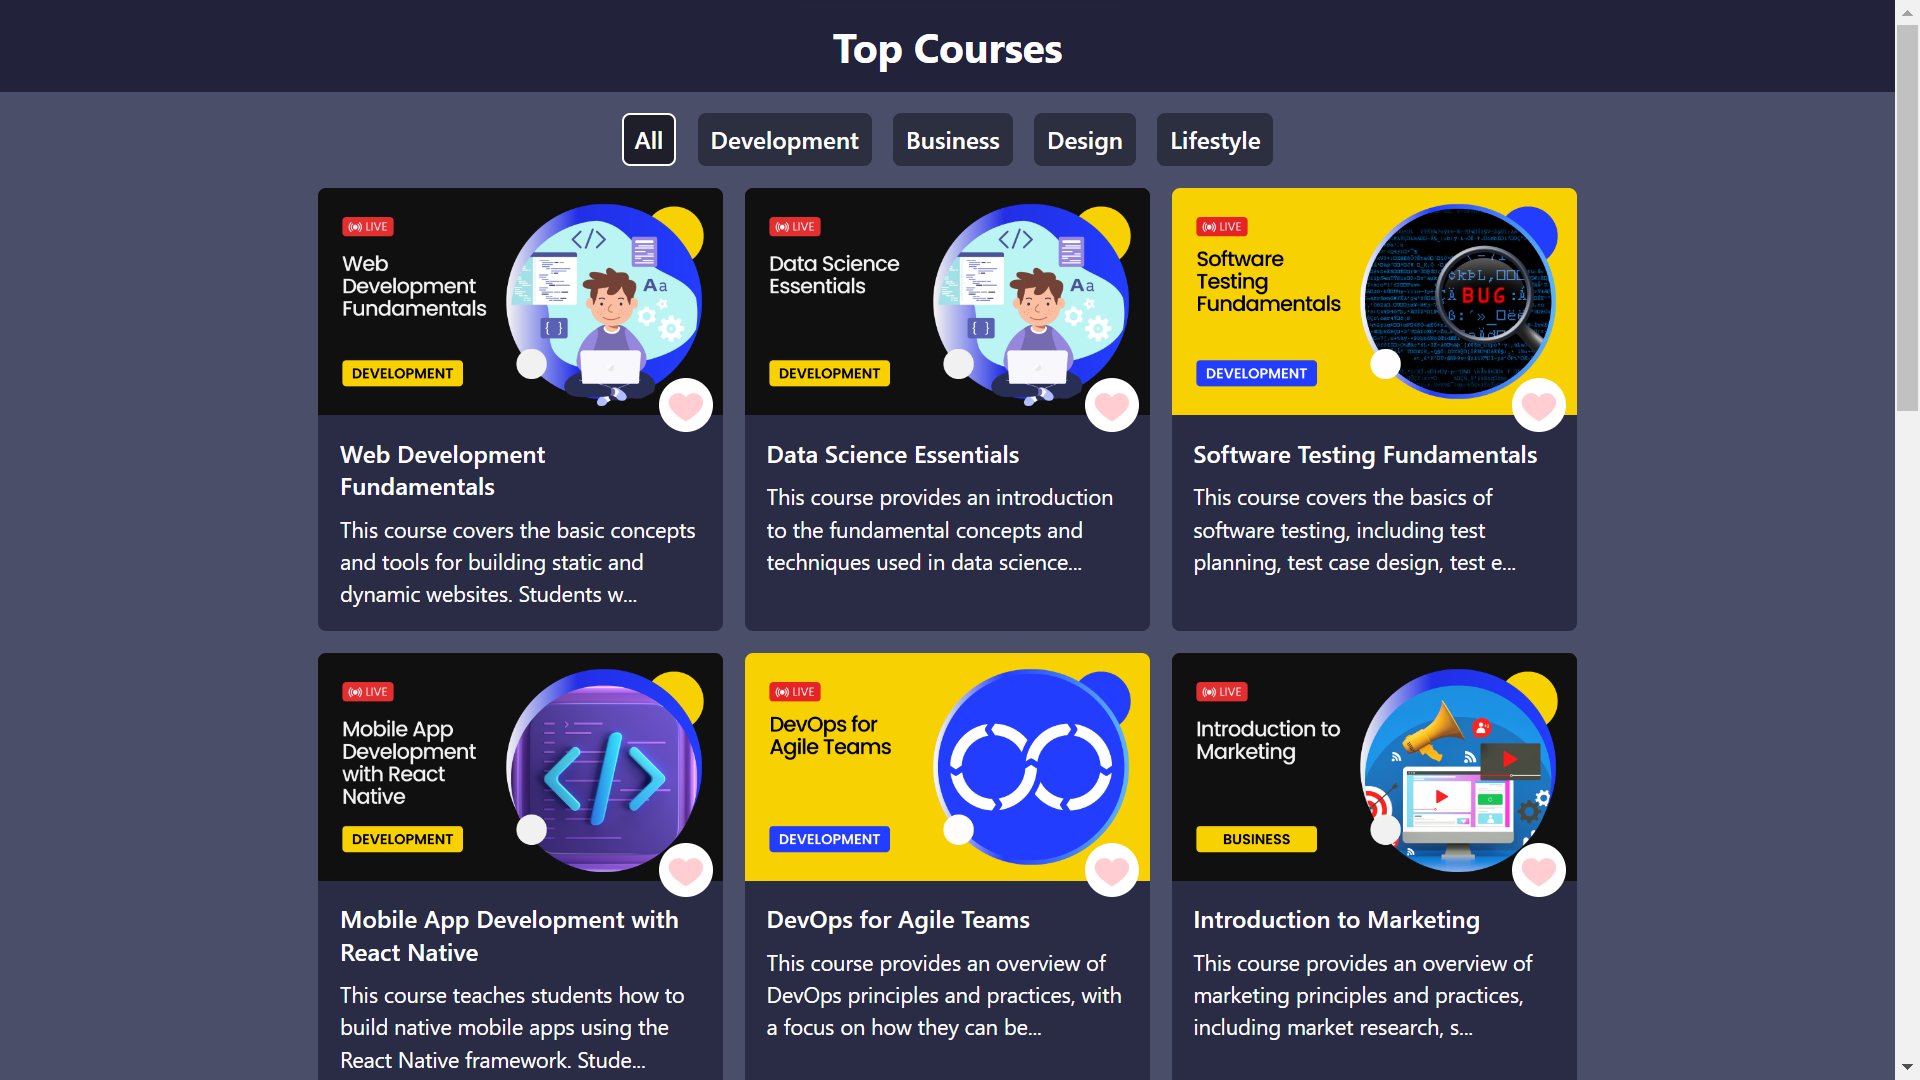 Top Courses
All
Development
Business
Design
Lifestyle
LIVE
Web
Development
Fundamentals
</>
Aa
{ }
DEVELOPMENT
LIVE
Data Science
Essentials
</>
Aa
{ }
DEVELOPMENT
LIVE
Software
Testing
Fundamentals
BUG
DEVELOPMENT
Web Development
Fundamentals
This course covers the basic concepts
and tools for building static and
dynamic websites. Students w...
Data Science Essentials
This course provides an introduction
to the fundamental concepts and
techniques used in data science...
Software Testing Fundamentals
This course covers the basics of
software testing, including test
planning, test case design, test e...
LIVE
Mobile App
Development
with React
Native
</>
DEVELOPMENT
LIVE
DevOps for
Agile Teams
DEVELOPMENT
LIVE
Introduction to
Marketing
BUSINESS
Mobile App Development with
React Native
This course teaches students how to
build native mobile apps using the
React Native framework. Stude...
DevOps for Agile Teams
This course provides an overview of
DevOps principles and practices, with
a focus on how they can be...
Introduction to Marketing
This course provides an overview of
marketing principles and practices,
including market research, s...